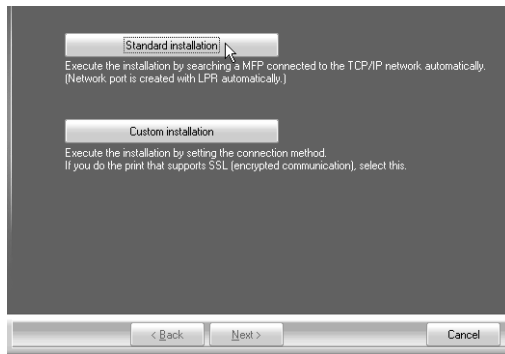 Standard installation
Execute the installation by searching a MFP connected to the TCP/IP network automatically.
(Network port is created with LPR automatically.)
Custom installation
Execute the installation by setting the connection method.
If you do the print that supports SSL (encrypted communication), select this.
< Back Next > Cancel